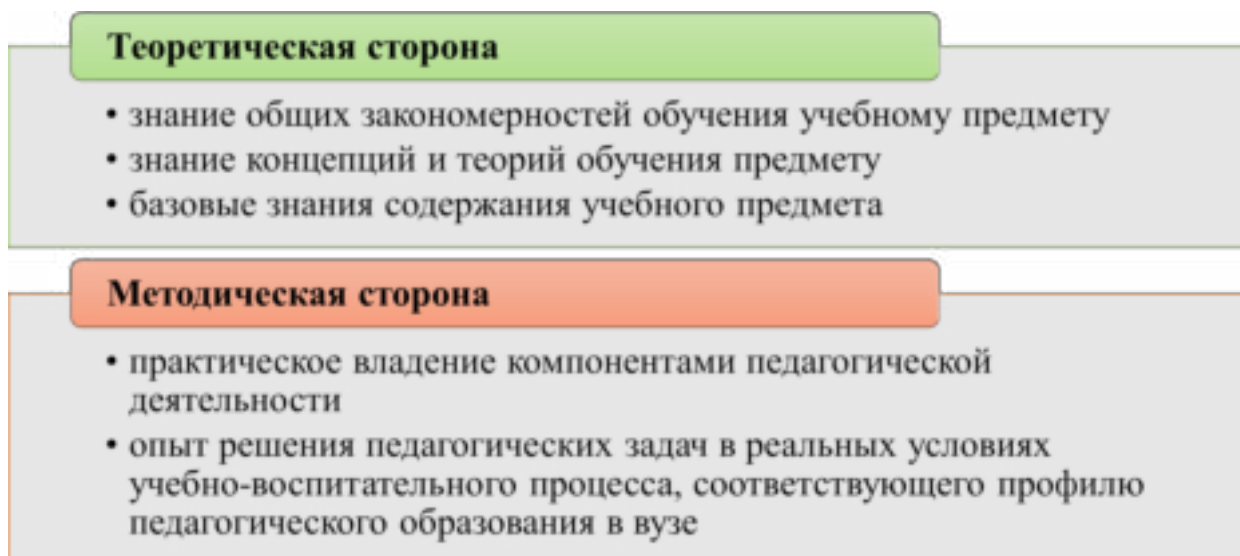 Теоретическая сторона
• знание общих закономерностей обучения учебному предмету
• знание концепций и теорий обучения предмету
• базовые знания содержания учебного предмета
Методическая сторона
• практическое владение компонентами педагогической
деятельности
• опыт решения педагогических задач в реальных условиях
учебно-воспитательного процесса, соответствующего профилю
педагогического образования в вузе